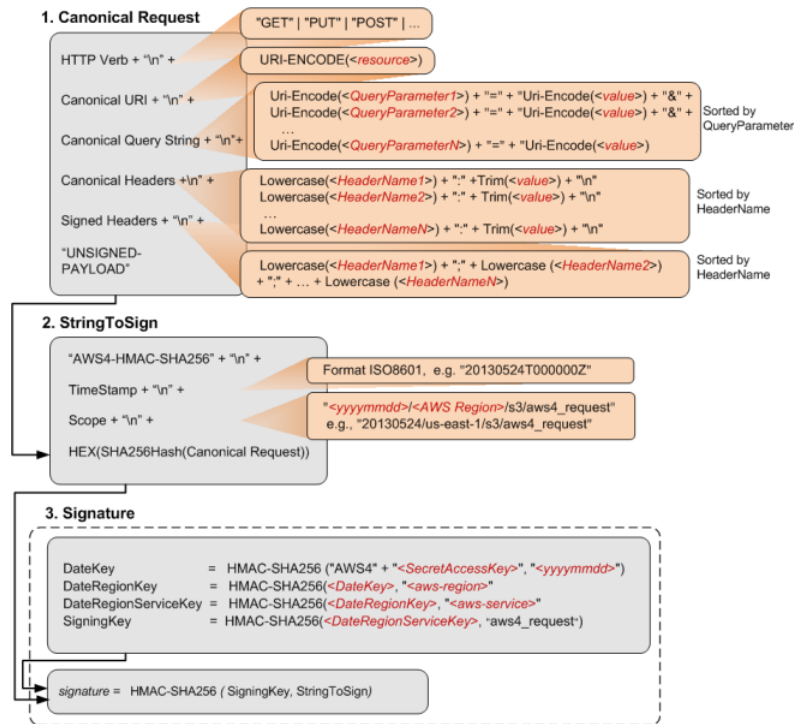 1. Canonical Request
"GET" | "PUT" | "POST" | ...
HTTP Verb + "\n" +
URI-ENCODE(<resource>)
Canonical URI + "\n" +
Uri-Encode(<QueryParameter1>) + "=" + "Uri-Encode(<value>) + "&" +
Uri-Encode(<QueryParameter2>) + "=" + "Uri-Encode(<value>) + "&" +
...
Uri-Encode(<QueryParameterN>) + "=" + "Uri-Encode(<value>)
Sorted by
QueryParameter
Canonical Query String + "\n"+
Canonical Headers +\n" +
Lowercase(<HeaderName1>) + ":" +Trim(<value>) + "\n"
Lowercase(<HeaderName2>) + ":" + Trim(<value>) + "\n"
...
Lowercase(<HeaderNameN>) + ":" + Trim(<value>) + "\n"
Sorted by
HeaderName
Signed Headers + "\n" +
"UNSIGNED-
PAYLOAD"
Lowercase(<HeaderName1>) + ";" + Lowercase (<HeaderName2>)
+ ";" + ... + Lowercase (<HeaderNameN>)
Sorted by
HeaderName
2. StringToSign
"AWS4-HMAC-SHA256" + "\n" +
Format ISO8601, e.g. "20130524T000000Z"
TimeStamp + "\n" +
"<yyyymmdd>/<AWS Region>/s3/aws4_request"
e.g., "20130524/us-east-1/s3/aws4_request"
Scope + "\n" +
HEX(SHA256Hash(Canonical Request))
3. Signature
DateKey = HMAC-SHA256 ("AWS4" + "<SecretAccessKey>", "<yyyymmdd>")
DateRegionKey = HMAC-SHA256(<DateKey>, "<aws-region>"
DateRegionServiceKey = HMAC-SHA256(<DateRegionKey>, "<aws-service>"
SigningKey = HMAC-SHA256(<DateRegionServiceKey>, "aws4_request")
signature = HMAC-SHA256 ( SigningKey, StringToSign)